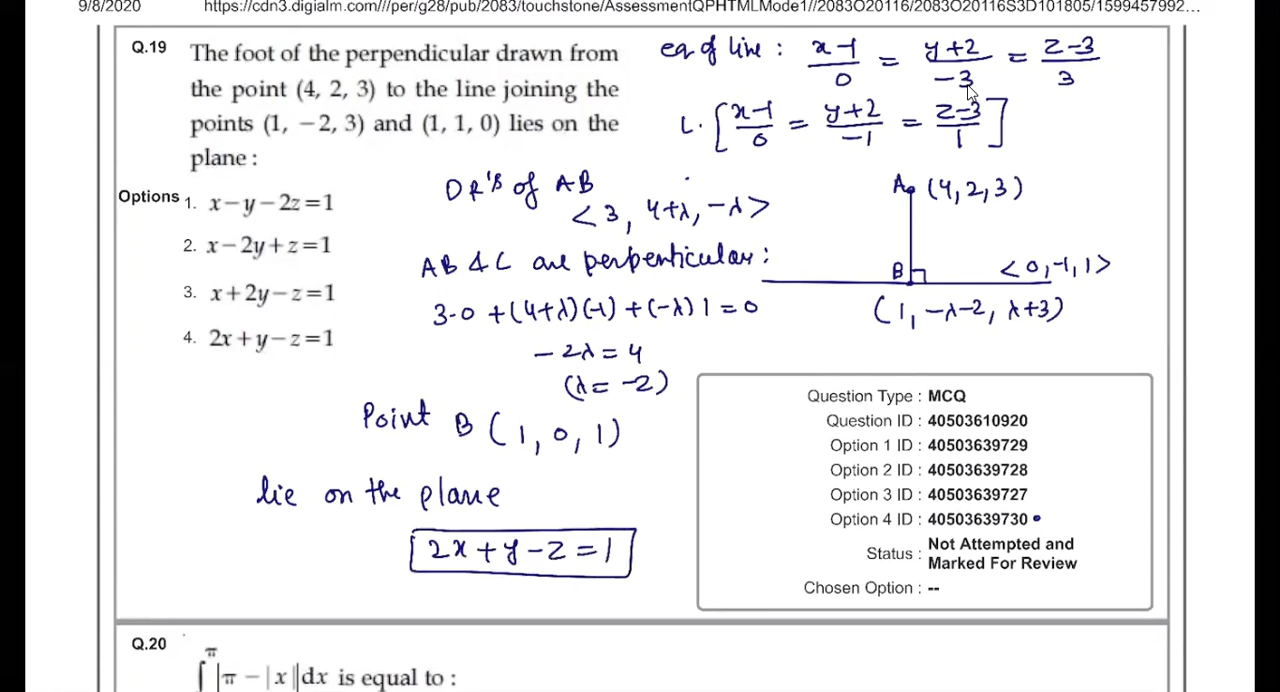 9/8/2020 https://cdn3.digialm.com///per/g28/pub/2083/touchstone/AssessmentQPHTMLMode1//2083O20116/2083O20116S3D101805/1599457992...
Q.19 The foot of the perpendicular drawn from
the point (4, 2, 3) to the line joining the
points (1, −2, 3) and (1, 1, 0) lies on the
plane :
Options 1. x−y−2z=1
2. x−2y+z=1
3. x+2y−z=1
4. 2x+y−z=1
eq of line : x-1/0 = y+2/-3 = z-3/3
L. [x-1/0 = y+2/-1 = z-3/1]
DR'S of AB
<3, 4+λ, -λ>
AB & L are perpenticular :
3·0 + (4+λ)(-1) + (-λ) 1 = 0
-2λ = 4
(λ = -2)
Point B (1, 0, 1)
lie on the plane
2x + y - z = 1
A (4, 2, 3)
B <0, -1, 1>
(1, -λ-2, λ+3)
Question Type : MCQ
Question ID : 40503610920
Option 1 ID : 40503639729
Option 2 ID : 40503639728
Option 3 ID : 40503639727
Option 4 ID : 40503639730
Status : Not Attempted and
Marked For Review
Chosen Option : --
Q.20
π
∫|π−|x||dx is equal to :